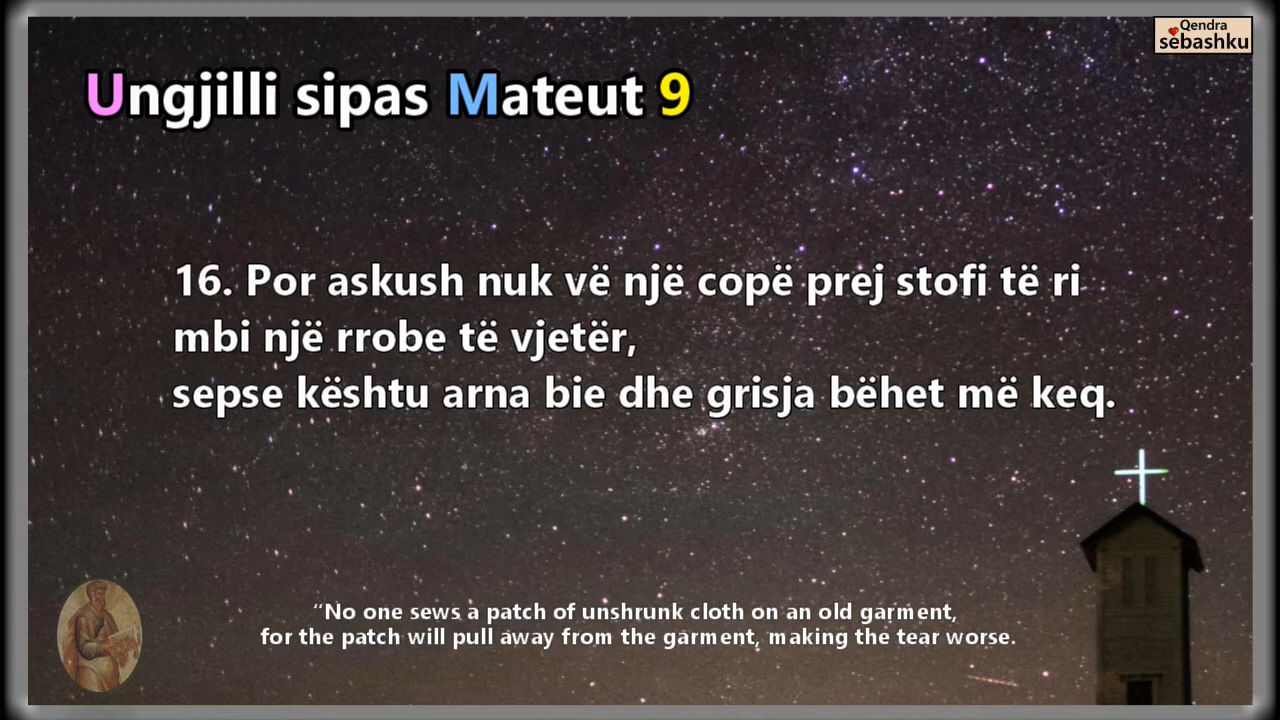 Qendra
sëbashku
Ungjilli sipas Mateut 9
16. Por askush nuk vë një copë prej stofi të ri
mbi një rrobe të vjetër,
sepse kështu arna bie dhe grisja bëhet më keq.
“No one sews a patch of unshrunk cloth on an old garment,
for the patch will pull away from the garment, making the tear worse.